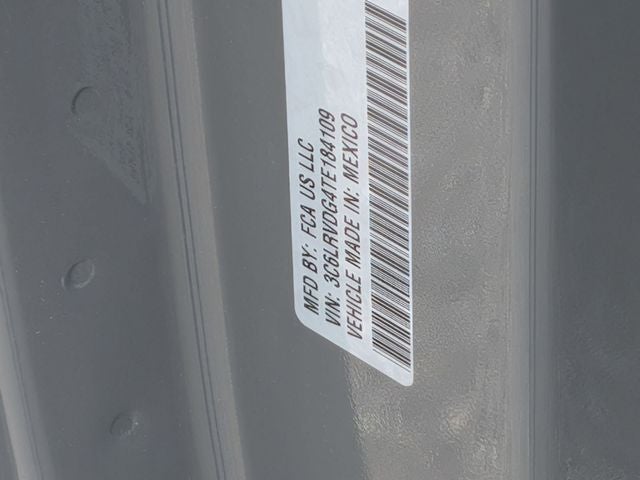 MFD BY: FCA US LLC
VIN: 3C6LRVDG4TE184109
VEHICLE MADE IN: MEXICO